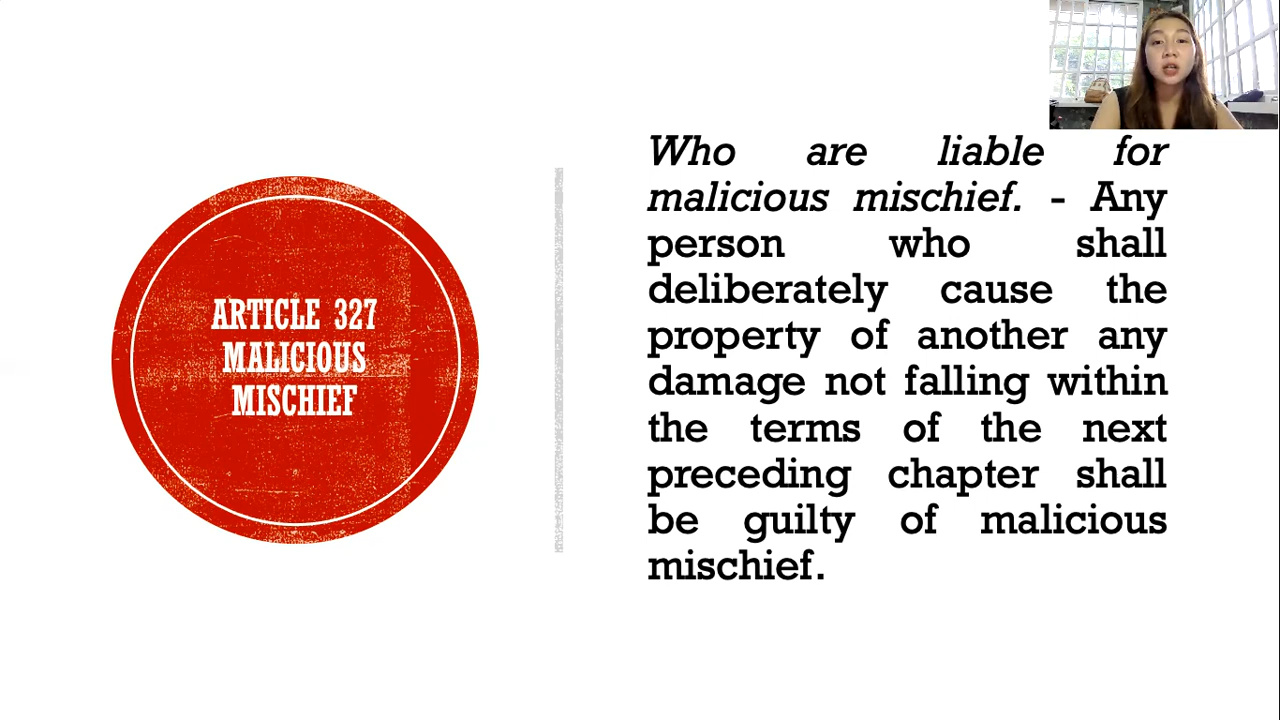 ARTICLE 327
MALICIOUS
MISCHIEF
Who are liable for
malicious mischief. - Any
person who shall
deliberately cause the
property of another any
damage not falling within
the terms of the next
preceding chapter shall
be guilty of malicious
mischief.